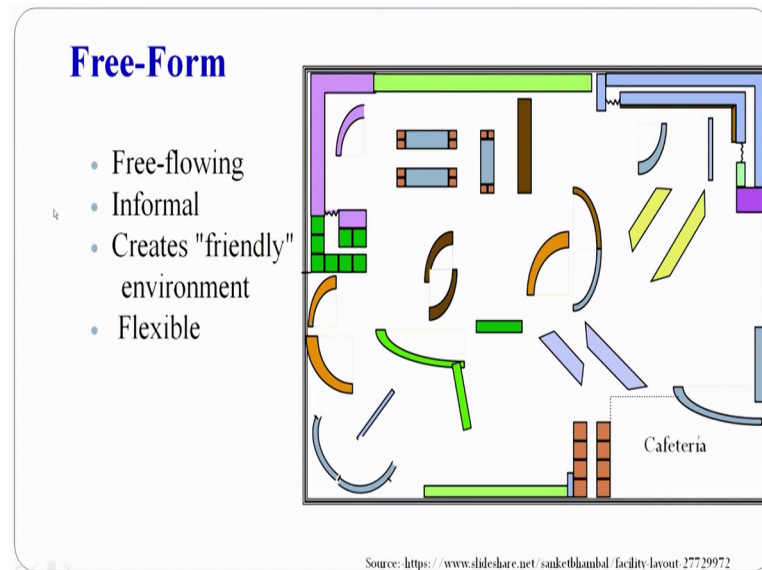 Free-Form
Free-flowing
Informal
Creates "friendly"
environment
Flexible
Cafetería
Source:-https://www.slideshare.net/sanketbhambal/facility-layout-27729972